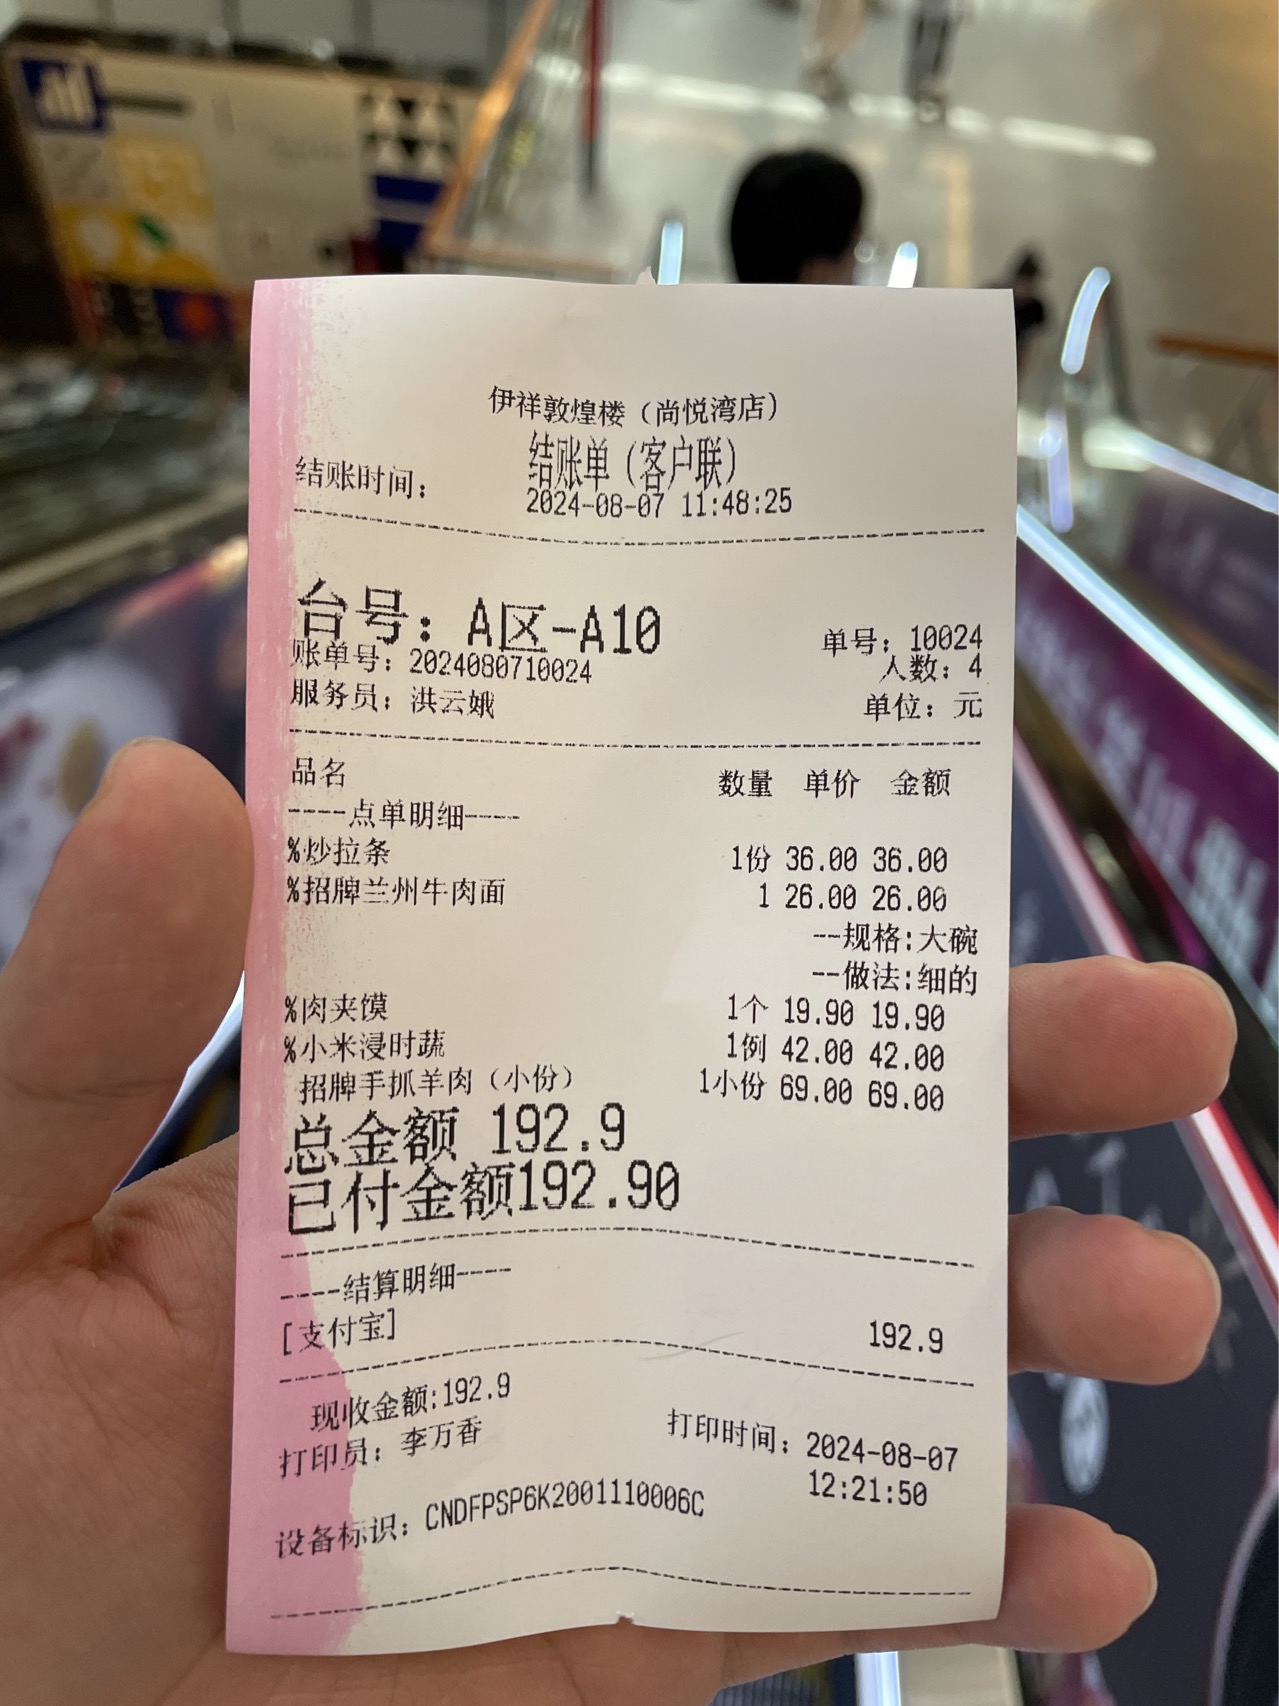 伊祥敦煌楼（尚悦湾店）
结账单（客户联）
结账时间： 2024-08-07 11:48:25
台号：A区-A10
单号：10024
账单号：2024080710024
人数：4
服务员：洪云娥
单位：元
品名 数量 单价 金额
----点单明细----
%炒拉条 1份 36.00 36.00
%招牌兰州牛肉面 1 26.00 26.00
--规格:大碗
--做法:细的
%肉夹馍 1个 19.90 19.90
%小米浸时蔬 1例 42.00 42.00
招牌手抓羊肉（小份） 1小份 69.00 69.00
总金额 192.9
已付金额192.90
----结算明细----
[支付宝] 192.9
现收金额:192.9
打印员：李万香
打印时间：2024-08-07
12:21:50
设备标识：CNDFPSP6K2001110006C